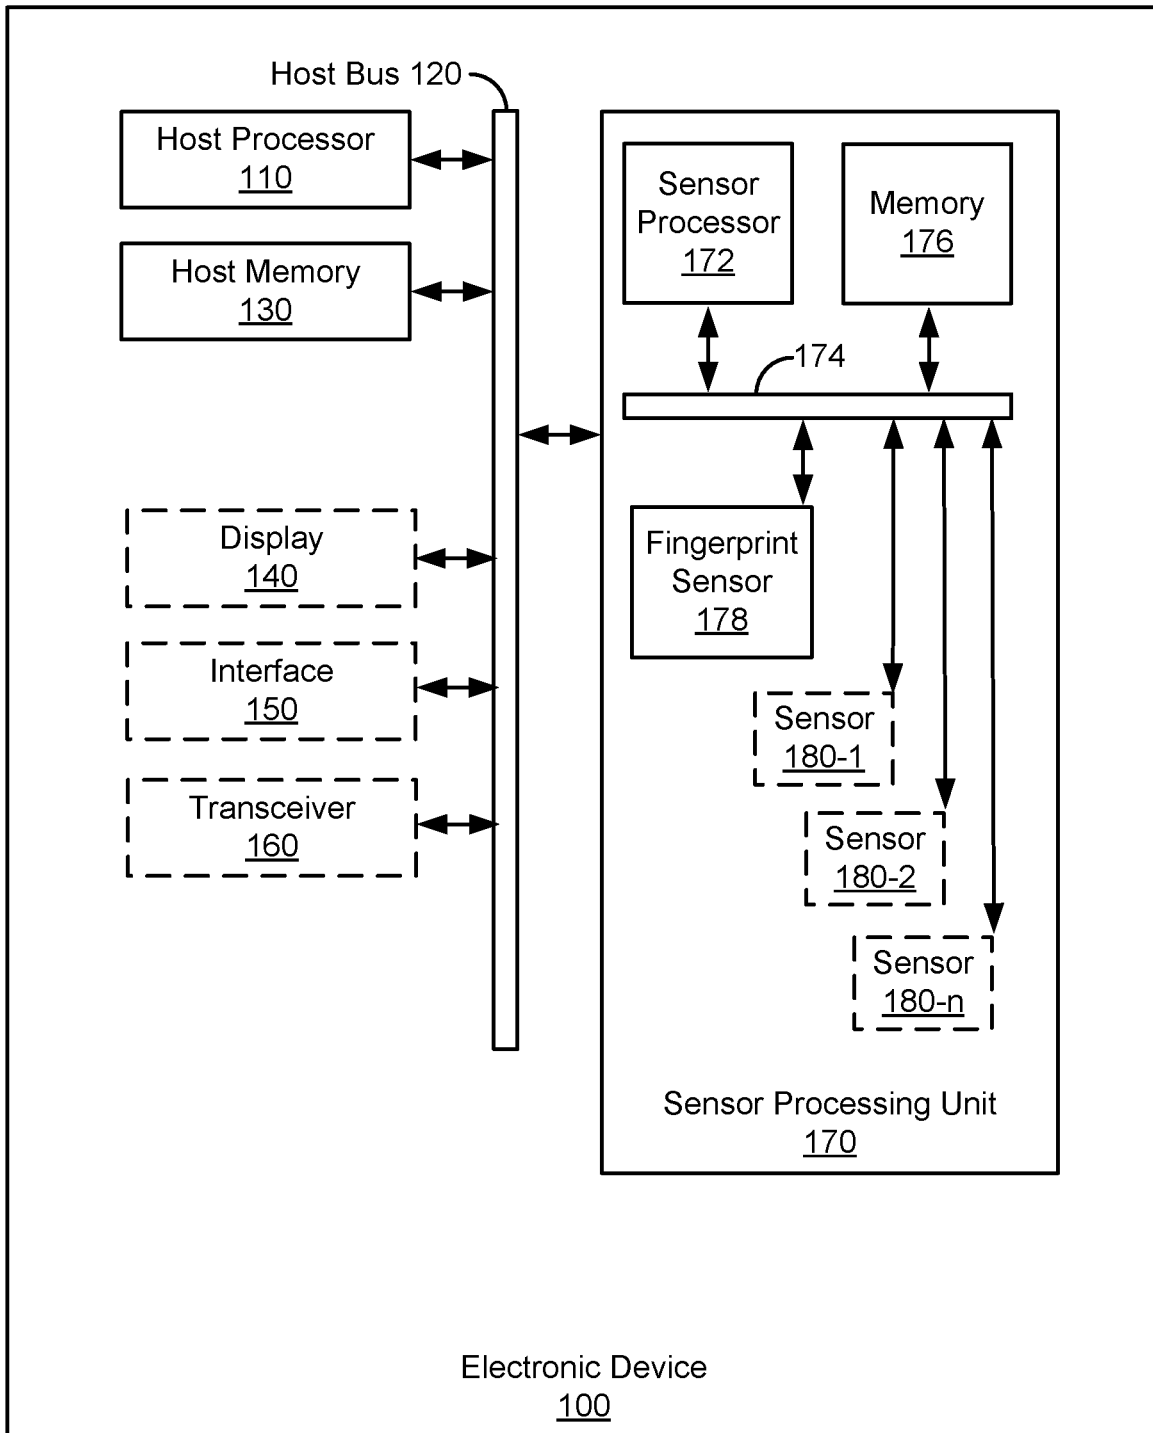 Host Bus 120
Host Processor
110
Host Memory
130
Display
140
Interface
150
Transceiver
160
Sensor
Processor
172
Memory
176
174
Fingerprint
Sensor
178
Sensor
180-1
Sensor
180-2
Sensor
180-n
Sensor Processing Unit
170
Electronic Device
100